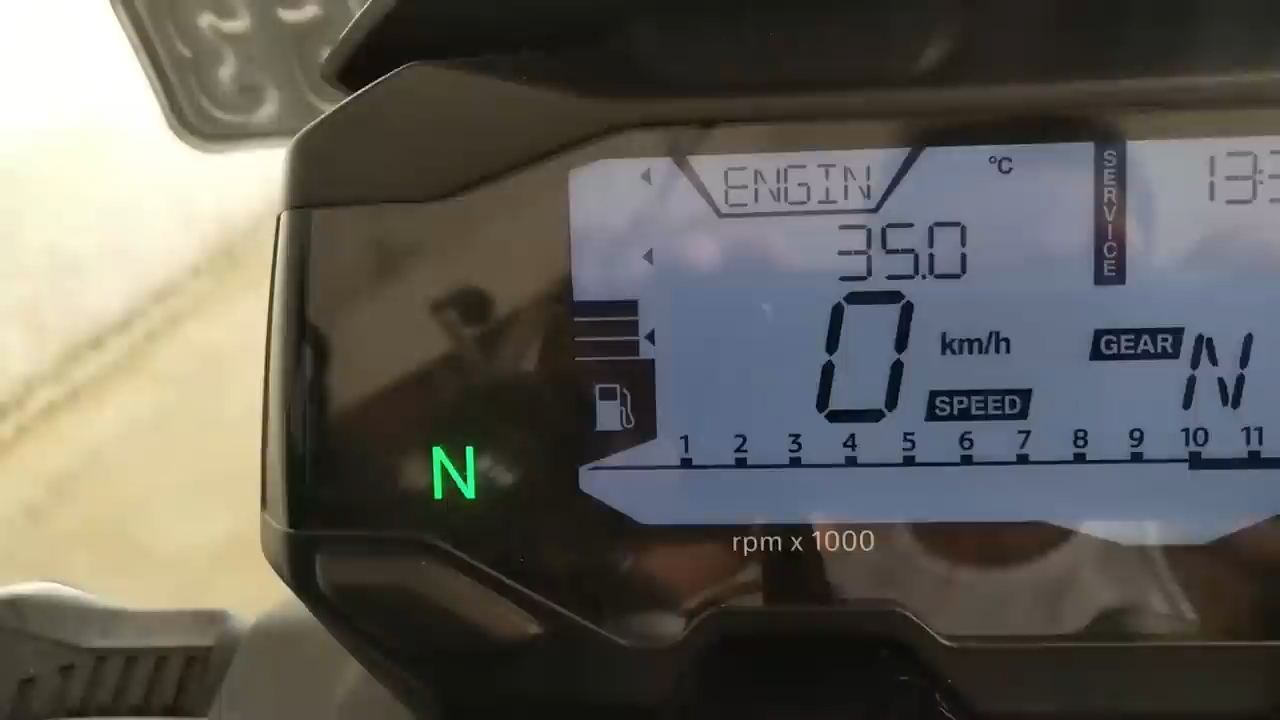 ENGIN
°C
SERVICE
35.0
0 km/h
GEAR N
SPEED
1 2 3 4 5 6 7 8 9 10 11
N
rpm x 1000